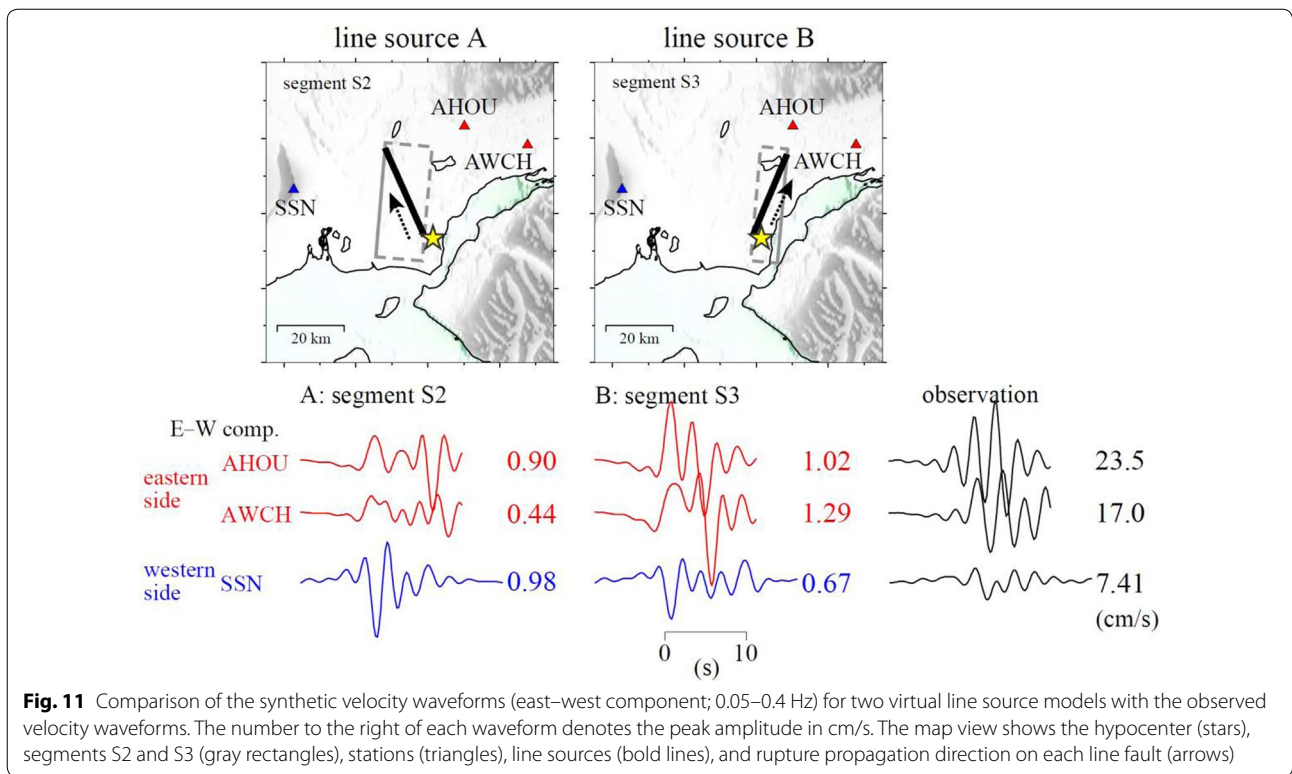 line source A
line source B
segment S2
AHOU
AWCH
SSN
20 km
segment S3
AHOU
AWCH
SSN
20 km
A: segment S2
B: segment S3
observation
E–W comp.
eastern side
AHOU
0.90
1.02
23.5
AWCH
0.44
1.29
17.0
western side
SSN
0.98
0.67
7.41
(cm/s)
0
10
(s)
Fig. 11 Comparison of the synthetic velocity waveforms (east–west component; 0.05–0.4 Hz) for two virtual line source models with the observed
velocity waveforms. The number to the right of each waveform denotes the peak amplitude in cm/s. The map view shows the hypocenter (stars),
segments S2 and S3 (gray rectangles), stations (triangles), line sources (bold lines), and rupture propagation direction on each line fault (arrows)